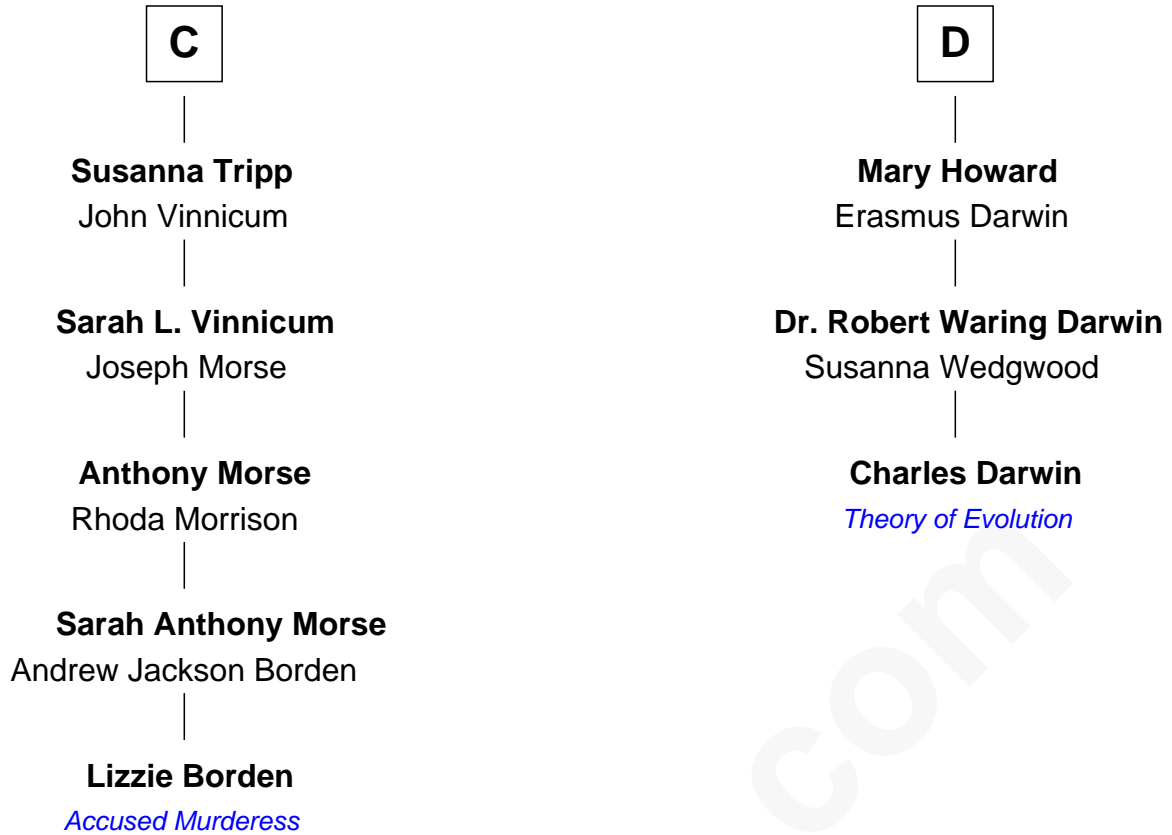 C
Susanna Tripp
John Vinnicum
Sarah L. Vinnicum
Joseph Morse
Anthony Morse
Rhoda Morrison
Sarah Anthony Morse
Andrew Jackson Borden
Lizzie Borden
Accused Murderess
D
Mary Howard
Erasmus Darwin
Dr. Robert Waring Darwin
Susanna Wedgwood
Charles Darwin
Theory of Evolution
com